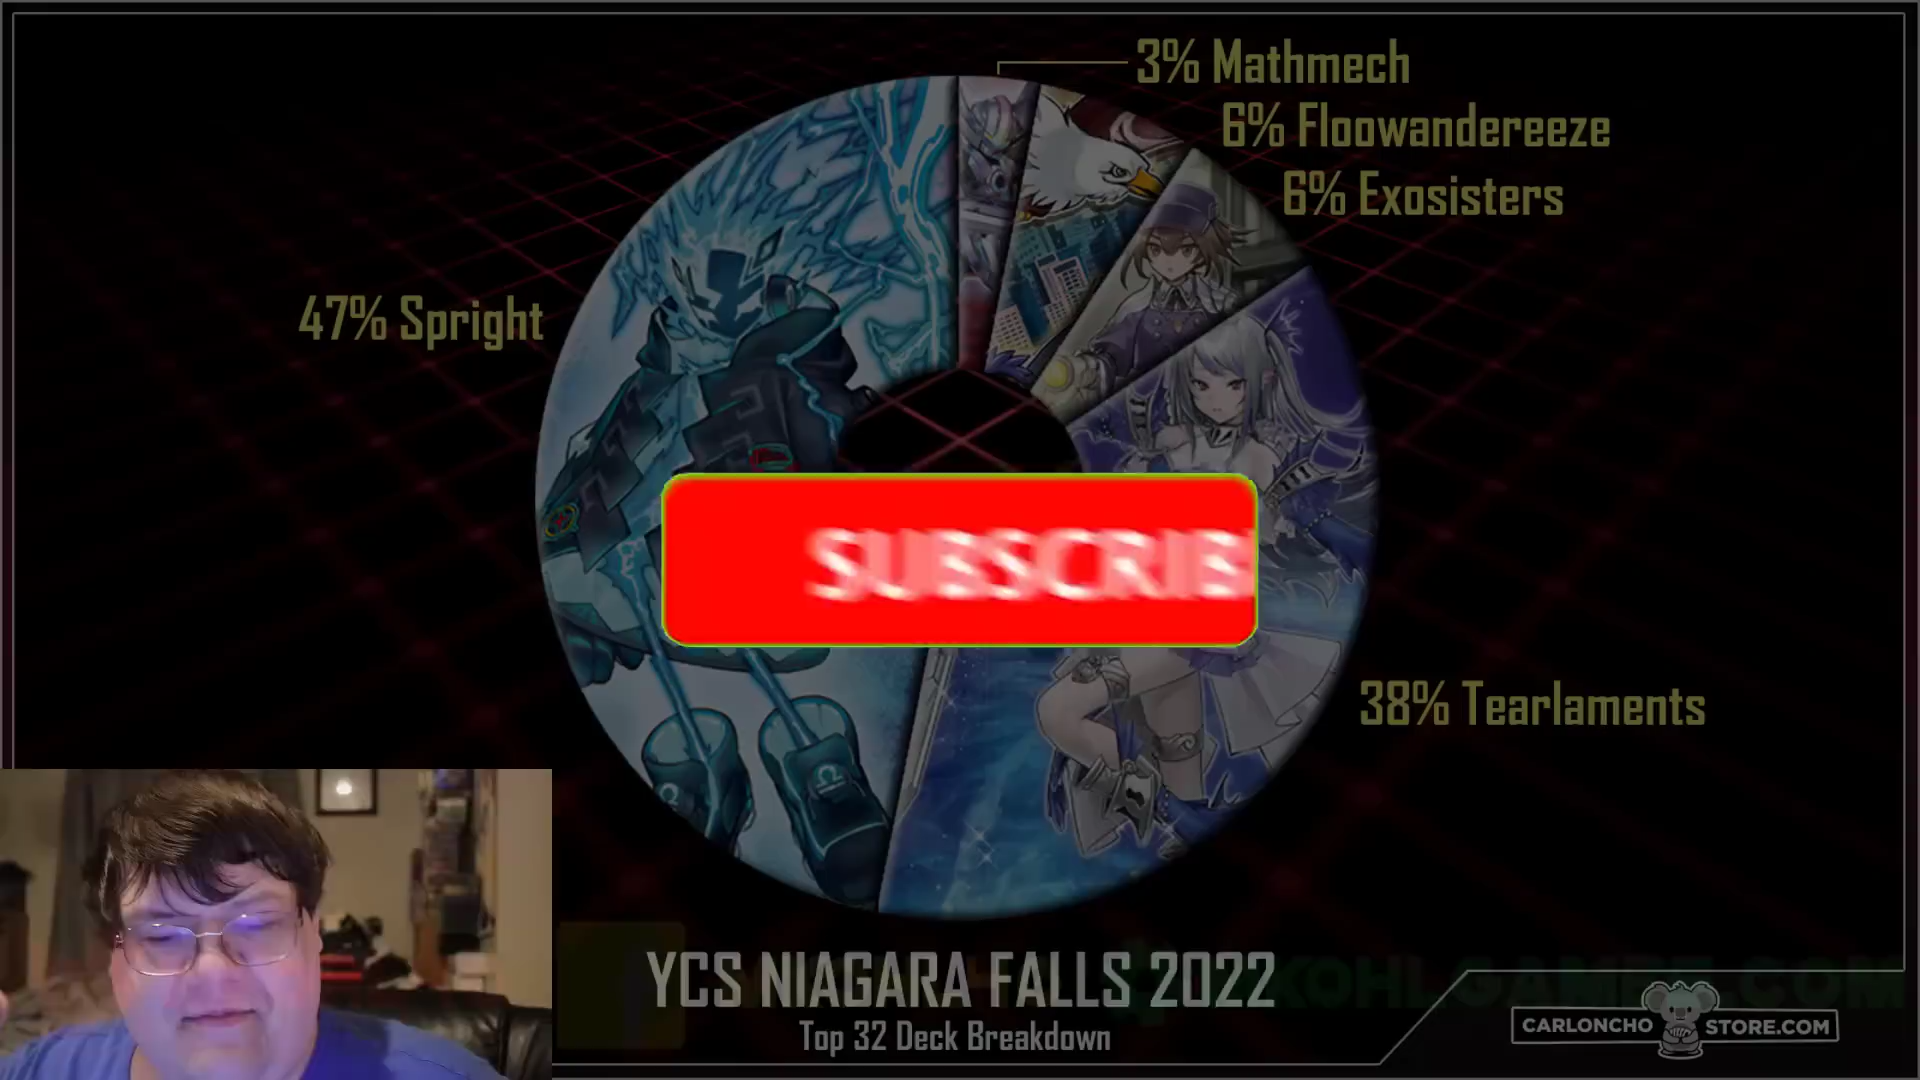 3% Mathmech
6% Floowandereeze
6% Exosisters
47% Spright
SUBSCRIB
38% Tearlaments
YCS NIAGARA FALLS 2022
Top 32 Deck Breakdown
CARLONCHO STORE.COM